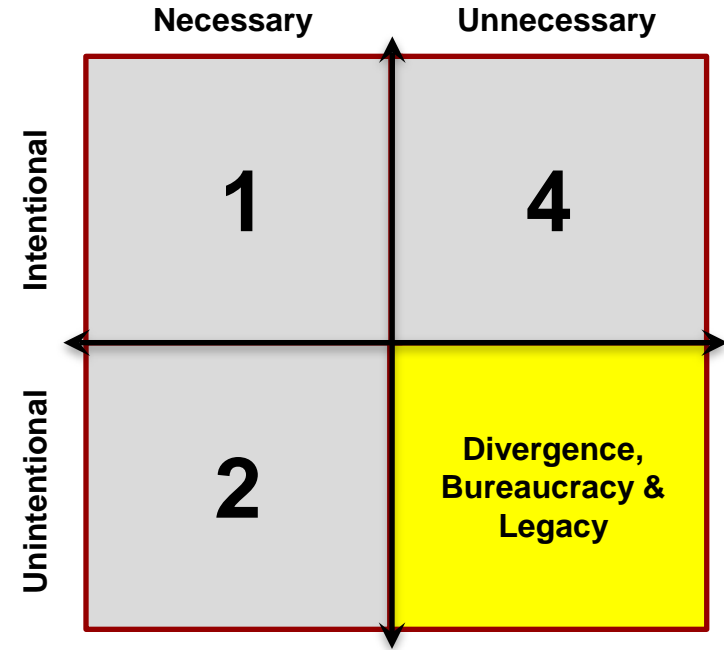 Necessary
Unnecessary
Intentional
1
4
Unintentional
2
Divergence,
Bureaucracy &
Legacy